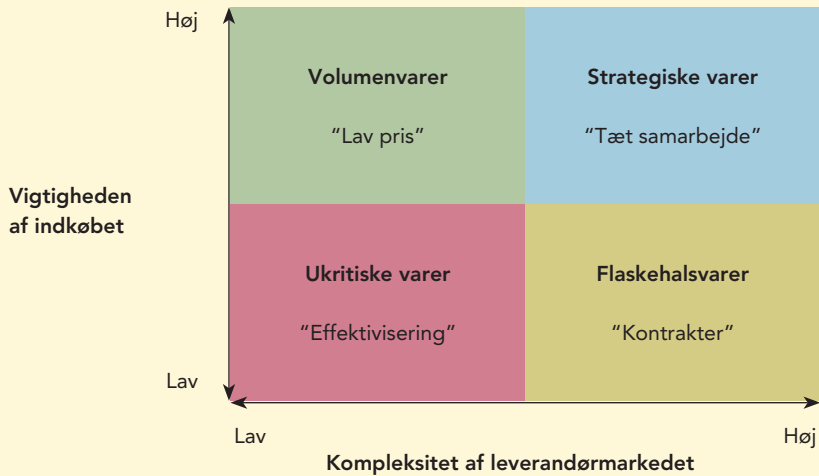 Høj
Volumenvarer
Strategiske varer
“Lav pris”
“Tæt samarbejde”
Vigtigheden
af indkøbet
Ukritiske varer
Flaskehalsvarer
“Effektivisering”
“Kontrakter”
Lav
Lav
Høj
Kompleksitet af leverandørmarkedet